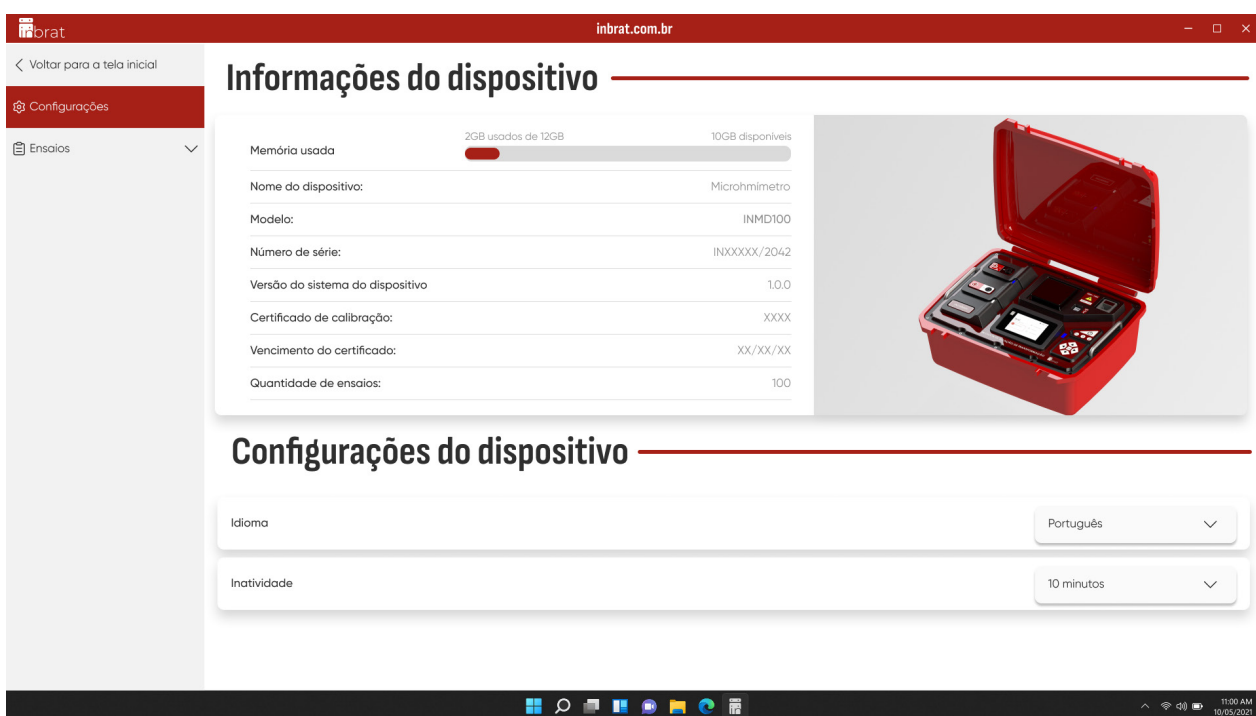 inbrat
inbrat.com.br
Voltar para a tela inicial
Configurações
Ensaios
Informações do dispositivo
2GB usados de 12GB
10GB disponíveis
Memória usada
Nome do dispositivo:
Microhmimetro
Modelo:
INMD100
Número de série:
INXXXXX/2042
Versão do sistema do dispositivo
1.0.0
Certificado de calibração:
XXXX
Vencimento do certificado:
XX/XX/XX
Quantidade de ensaios:
100
Configurações do dispositivo
Idioma
Português
Inatividade
10 minutos
11:00 AM
10/05/2021